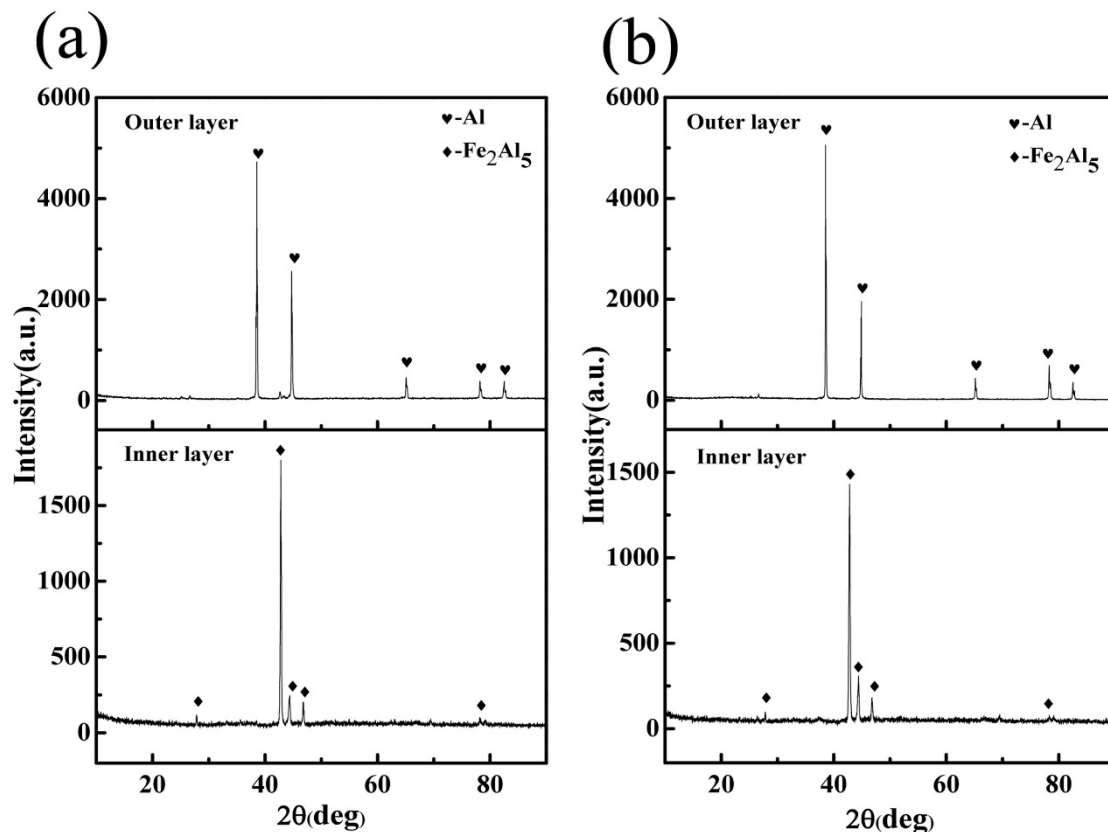 (a)
6000
Outer layer
♥-Al
♦-Fe2Al5
4000
2000
0
Inner layer
1500
1000
500
0
20 40 60 80
Intensity(a.u.)
2θ(deg)
(b)
6000
Outer layer
♥-Al
♦-Fe2Al5
4000
2000
0
Inner layer
1500
1000
500
0
20 40 60 80
Intensity(a.u.)
2θ(deg)